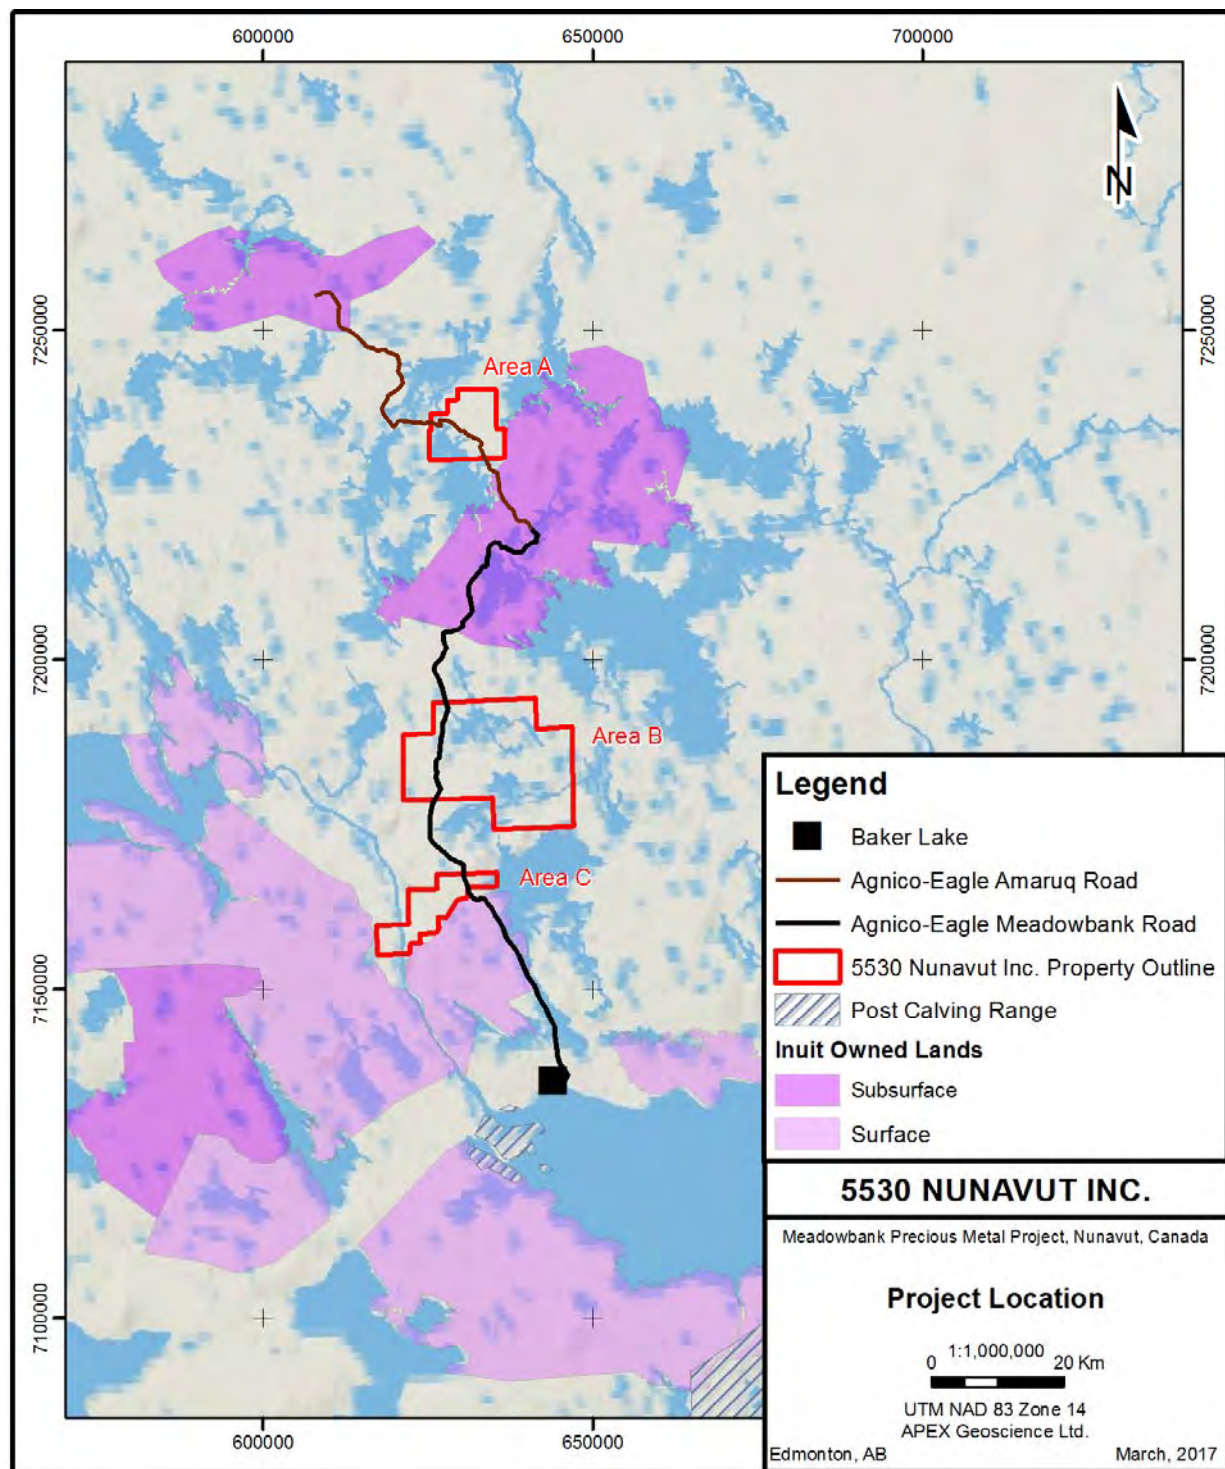 600000 650000 700000
N
7250000 7250000
Area A
7200000 7200000
Area B
Area C
7150000
7100000
600000 650000
Legend
Baker Lake
Agnico-Eagle Amaruq Road
Agnico-Eagle Meadowbank Road
5530 Nunavut Inc. Property Outline
Post Calving Range
Inuit Owned Lands
Subsurface
Surface
5530 NUNAVUT INC.
Meadowbank Precious Metal Project, Nunavut, Canada
Project Location
1:1,000,000
0 20 Km
UTM NAD 83 Zone 14
APEX Geoscience Ltd.
Edmonton, AB March, 2017